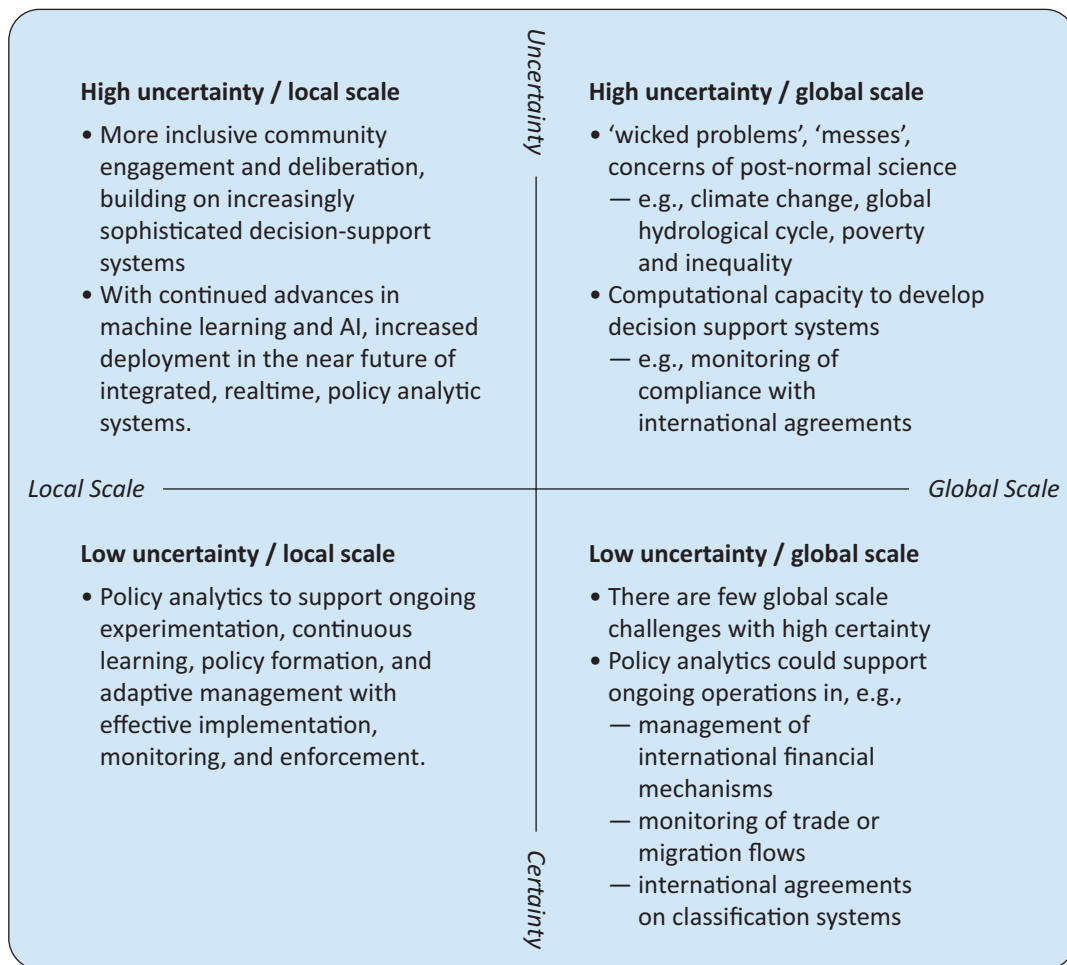 Uncertainty
High uncertainty / local scale
• More inclusive community
engagement and deliberation,
building on increasingly
sophisticated decision-support
systems
• With continued advances in
machine learning and AI, increased
deployment in the near future of
integrated, realtime, policy analytic
systems.
High uncertainty / global scale
• ‘wicked problems’, ‘messes’,
concerns of post-normal science
— e.g., climate change, global
hydrological cycle, poverty
and inequality
• Computational capacity to develop
decision support systems
— e.g., monitoring of
compliance with
international agreements
Local Scale
Global Scale
Low uncertainty / local scale
• Policy analytics to support ongoing
experimentation, continuous
learning, policy formation, and
adaptive management with
effective implementation,
monitoring, and enforcement.
Low uncertainty / global scale
• There are few global scale
challenges with high certainty
• Policy analytics could support
ongoing operations in, e.g.,
— management of
international financial
mechanisms
— monitoring of trade or
migration flows
— international agreements
on classification systems
Certainty